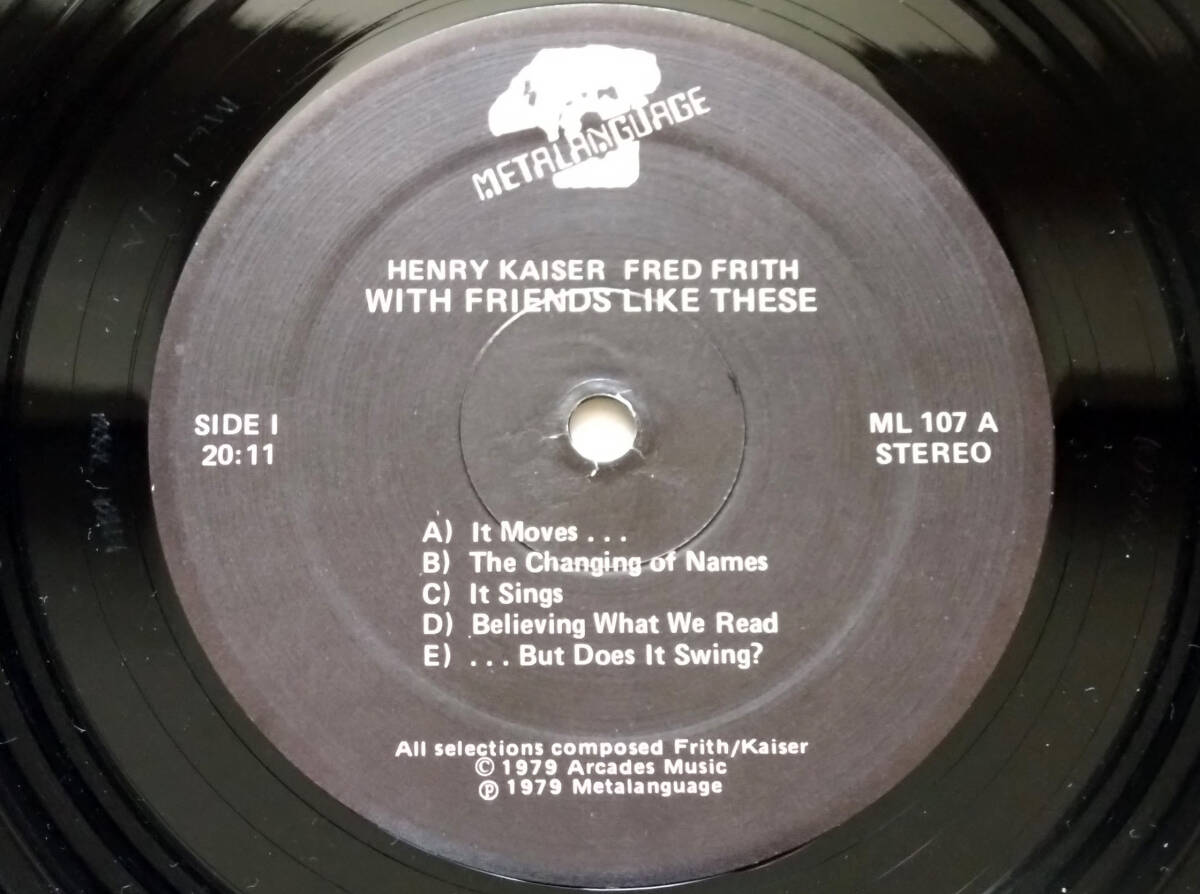 METALANGUAGE
HENRY KAISER FRED FRITH
WITH FRIENDS LIKE THESE
SIDE I
20:11
ML 107 A
STEREO
A) It Moves . . .
B) The Changing of Names
C) It Sings
D) Believing What We Read
E) . . . But Does It Swing?
All selections composed Frith/Kaiser
© 1979 Arcades Music
℗ 1979 Metalanguage